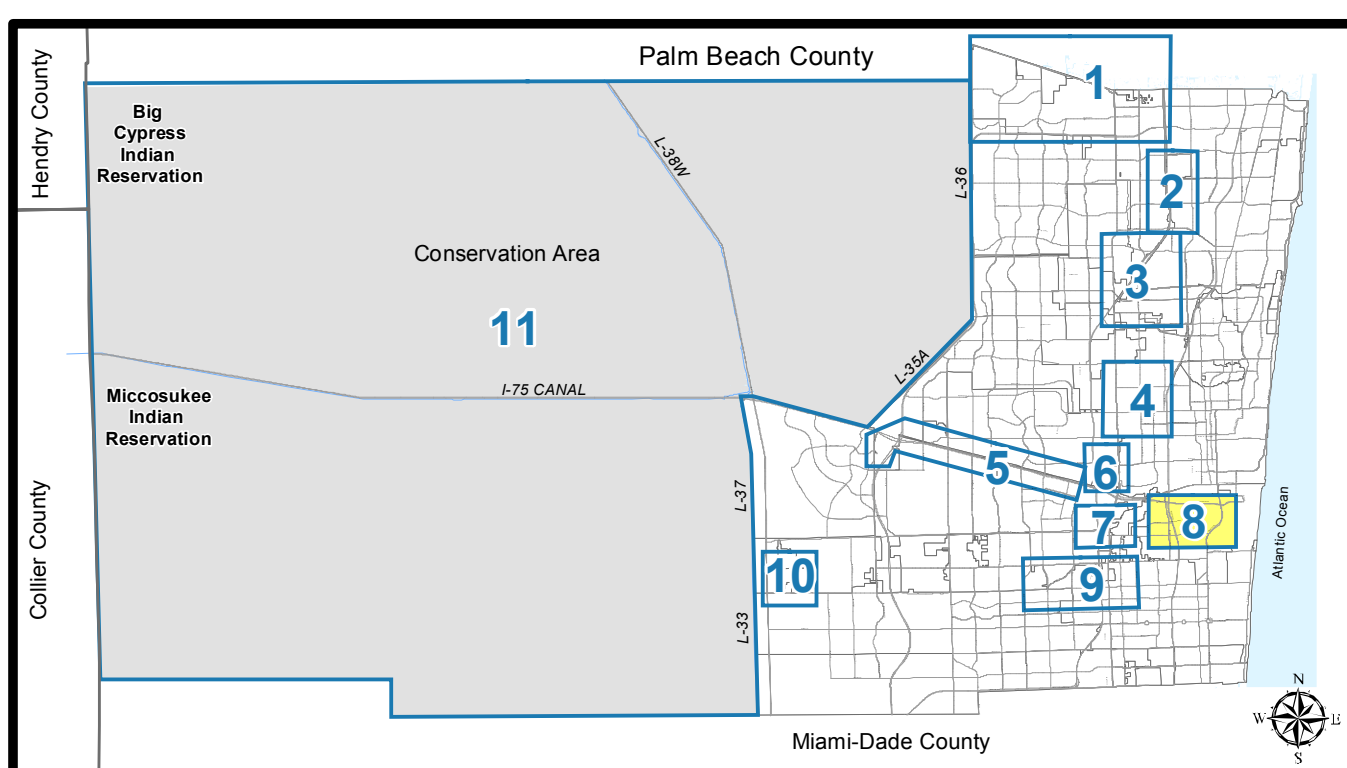 Palm Beach County
Hendry County
Big
Cypress
Indian
Reservation
L-38W
L-36
1
2
Conservation Area
3
11
L-35A
I-75 CANAL
Miccosukee
Indian
Reservation
4
5
6
L-37
7
8
Atlantic Ocean
Collier County
10
9
L-33
Miami-Dade County
N
W
E
S